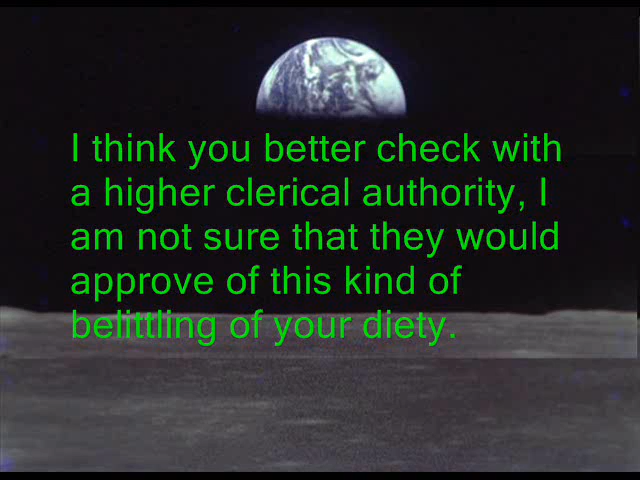 I think you better check with
a higher clerical authority, I
am not sure that they would
approve of this kind of
belittling of your diety.